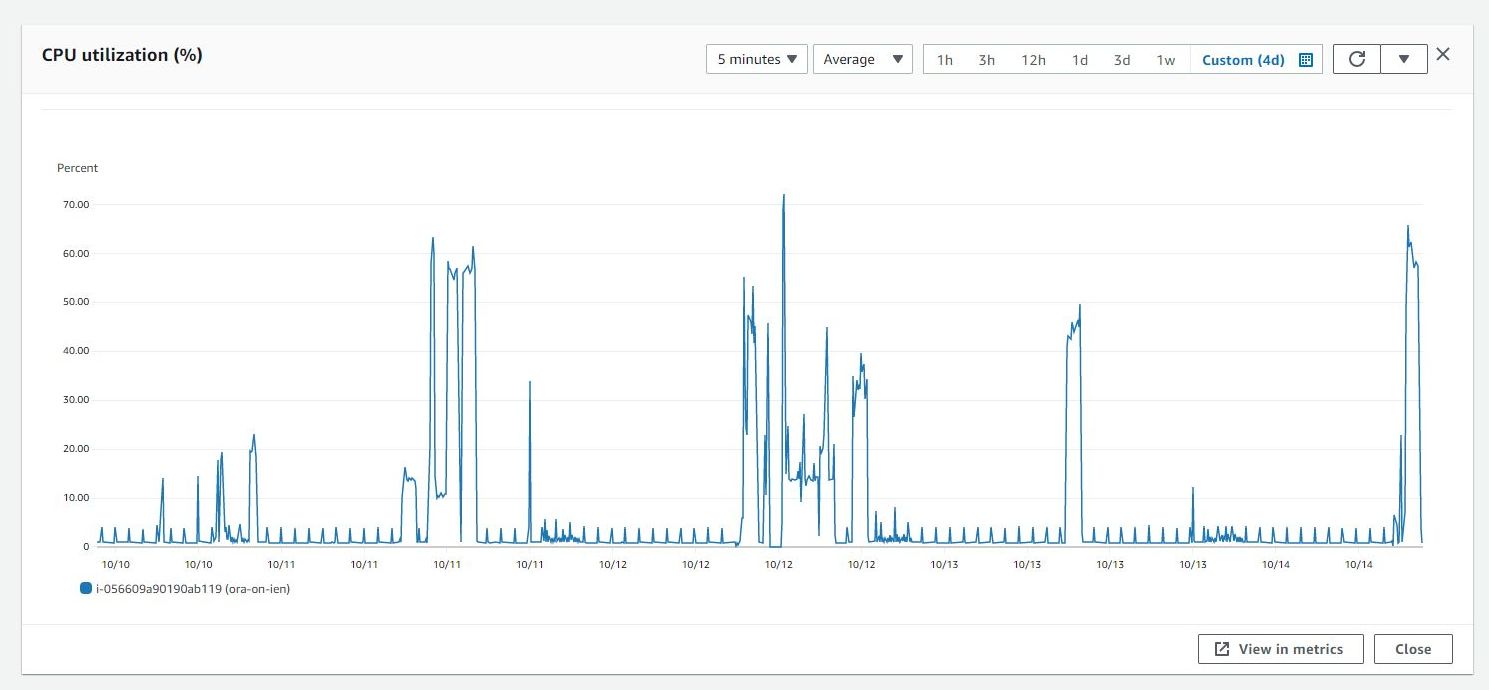 CPU utilization (%)
5 minutes Average 1h 3h 12h 1d 3d 1w Custom (4d)
Percent
70.00
60.00
50.00
40.00
30.00
20.00
10.00
0
10/10 10/10 10/11 10/11 10/11 10/11 10/12 10/12 10/12 10/12 10/13 10/13 10/13 10/13 10/14 10/14
i-056609a90190ab119 (ora-on-ien)
View in metrics Close